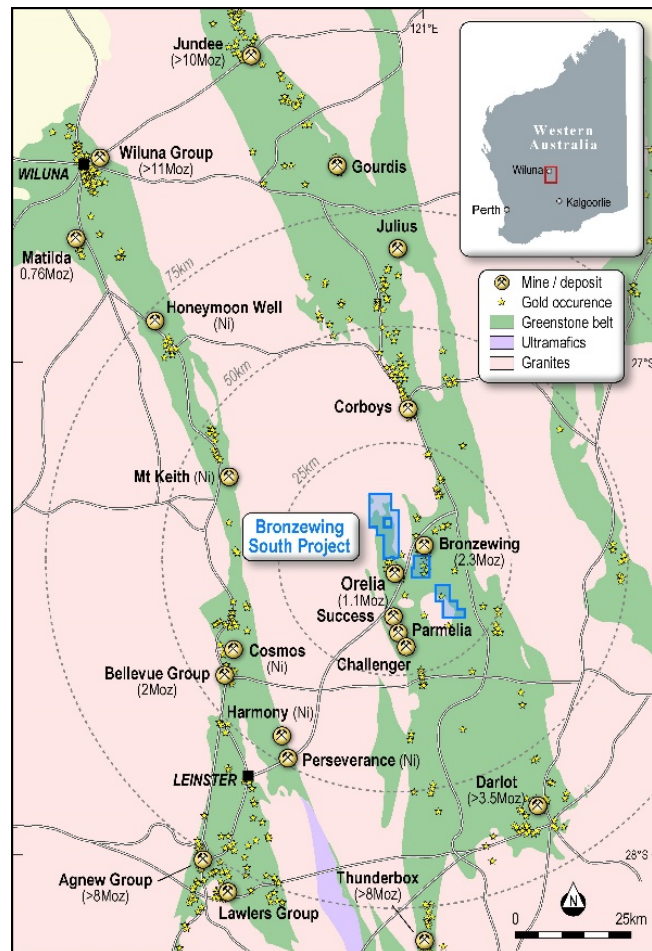 121°E
Jundee
(>10Moz)
Western
Australia
Wiluna
Kalgoorlie
Perth
Wiluna Group
(>11Moz)
WILUNA
Gourdis
Matilda
0.76Moz)
Julius
75km
Honeymoon Well
(Ni)
Mine / deposit
Gold occurence
Greenstone belt
Ultramafics
Granites
27°S
50km
Corboys
25km
Mt Keith (Ni)
Bronzewing
South Project
Bronzewing
(2.3Moz)
Orelia
(1.1Moz)
Success
Parmelia
Challenger
Cosmos
(Ni)
Bellevue Group
(2Moz)
Harmony (Ni)
Perseverance (Ni)
LEINSTER
Darlot
(>3.5Moz)
28°S
Agnew Group
(>8Moz)
Lawlers Group
Thunderbox
(>8Moz)
N
0 25km